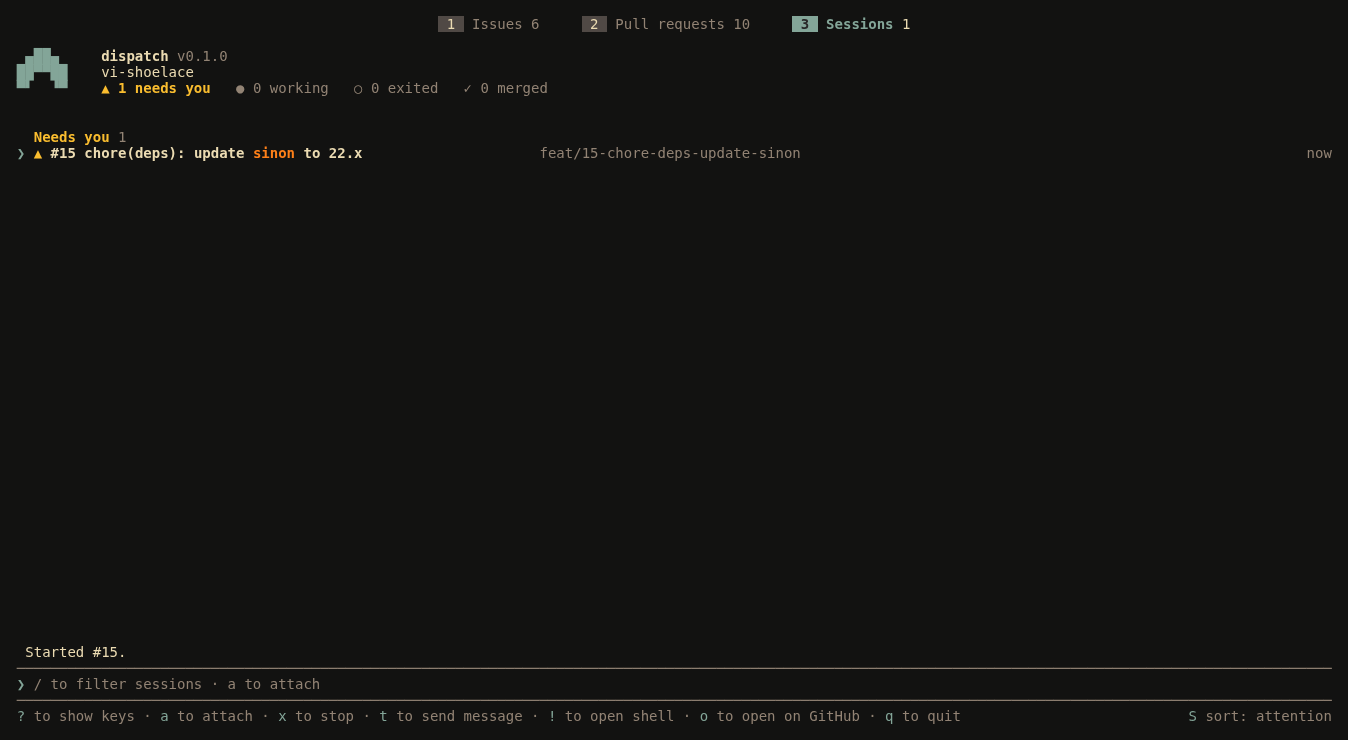 1 Issues 6 2 Pull requests 10 3 Sessions 1
dispatch v0.1.0
vi-shoelace
▲ 1 needs you ● 0 working ○ 0 exited ✓ 0 merged
Needs you 1
❯ ▲ #15 chore(deps): update sinon to 22.x feat/15-chore-deps-update-sinon now
Started #15.
❯ / to filter sessions · a to attach
? to show keys · a to attach · x to stop · t to send message · ! to open shell · o to open on GitHub · q to quit S sort: attention